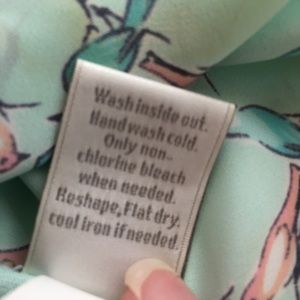 Wash inside out.
Hand wash cold.
Only non-
chlorine bleach
when needed.
Reshape, Flat dry.
cool iron if needed.